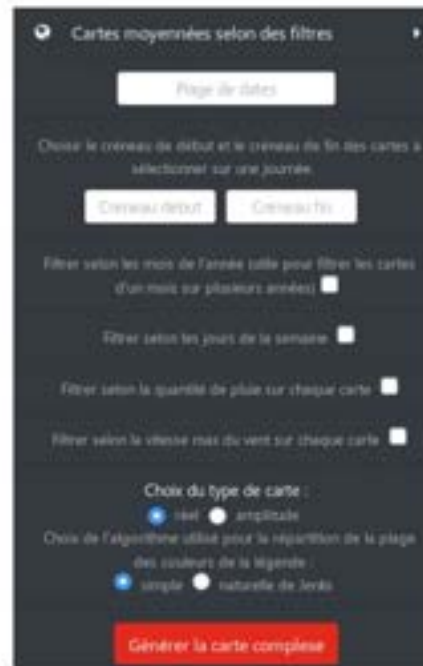 Cartes moyennées selon des filtres
Plage de dates
Choisir le créneau de début et le créneau de fin des cartes à
sélectionner sur une journée.
Créneau début Créneau fin
Filtrer selon les mois de l'année (utile pour filtrer les cartes
d'un mois sur plusieurs années)
Filtrer selon les jours de la semaine
Filtrer selon la quantité de pluie sur chaque carte
Filtrer selon la vitesse max du vent sur chaque carte
Choix du type de carte :
réel amplitude
Choix de l'algorithme utilisé pour la répartition de la plage
des couleurs de la légende :
simple naturelle de Jenks
Générer la carte complexe